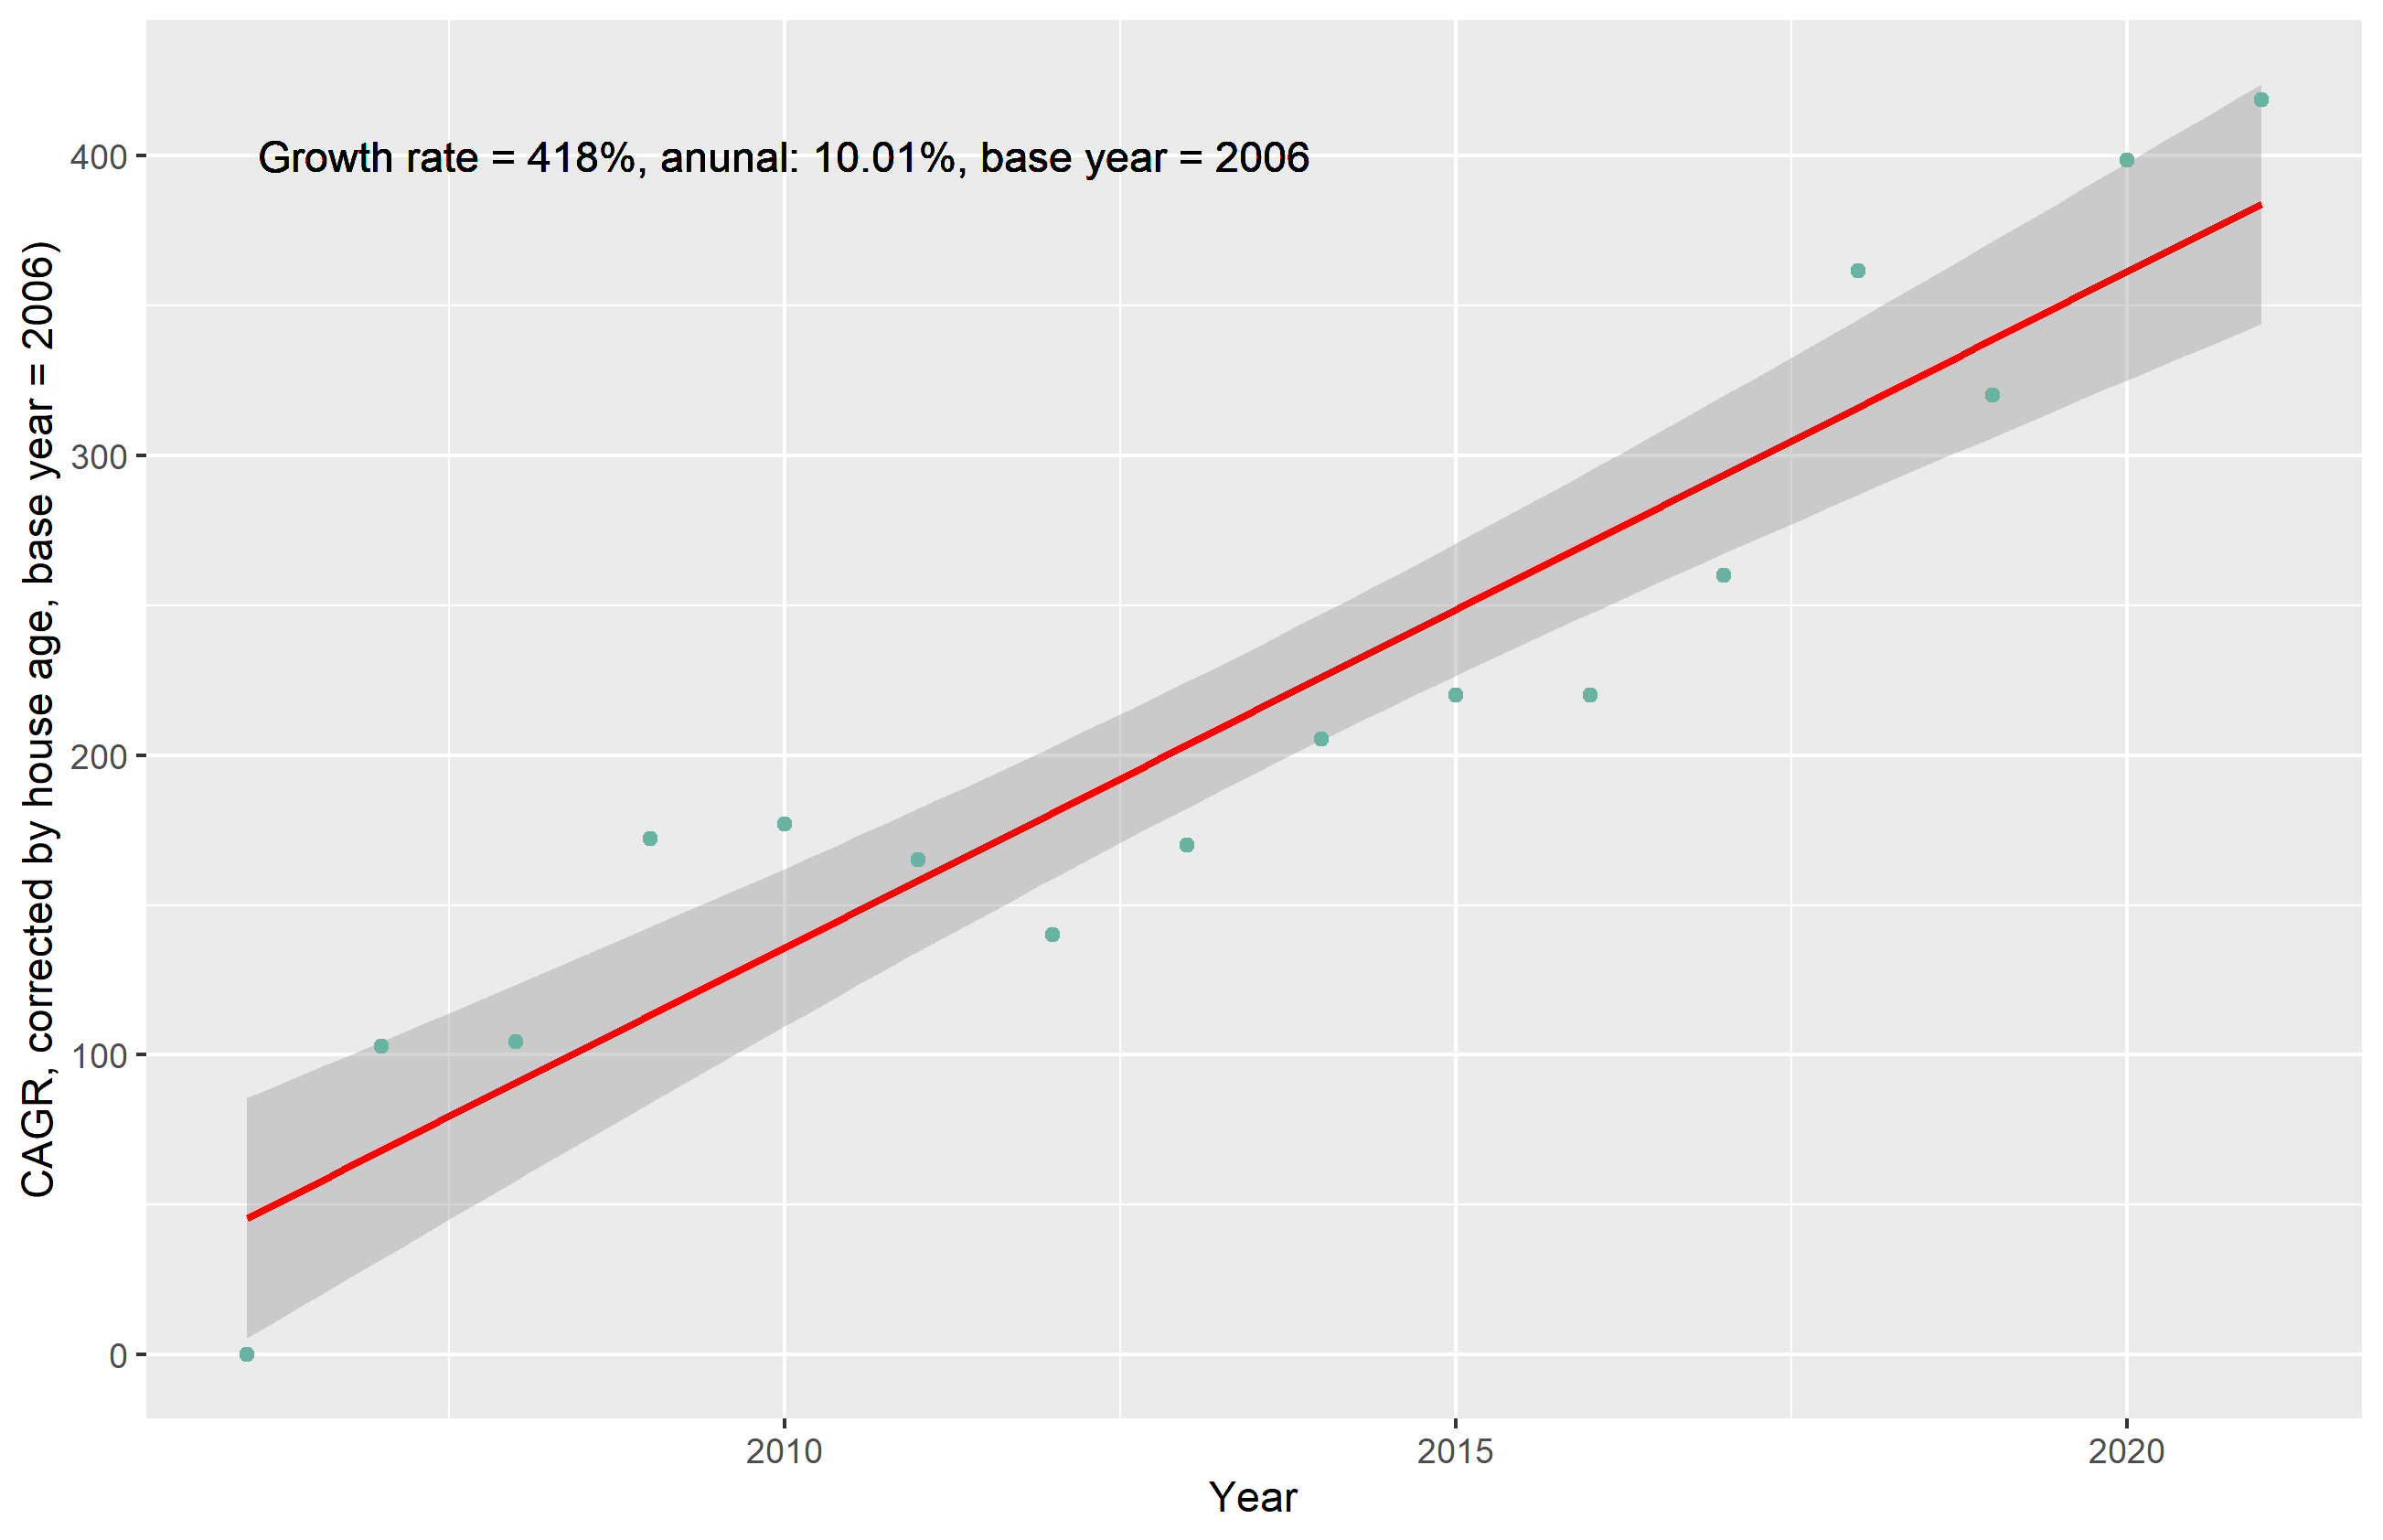 Growth rate = 418%, anunal: 10.01%, base year = 2006
CAGR, corrected by house age, base year = 2006)
400
300
200
100
0
2010
2015
2020
Year